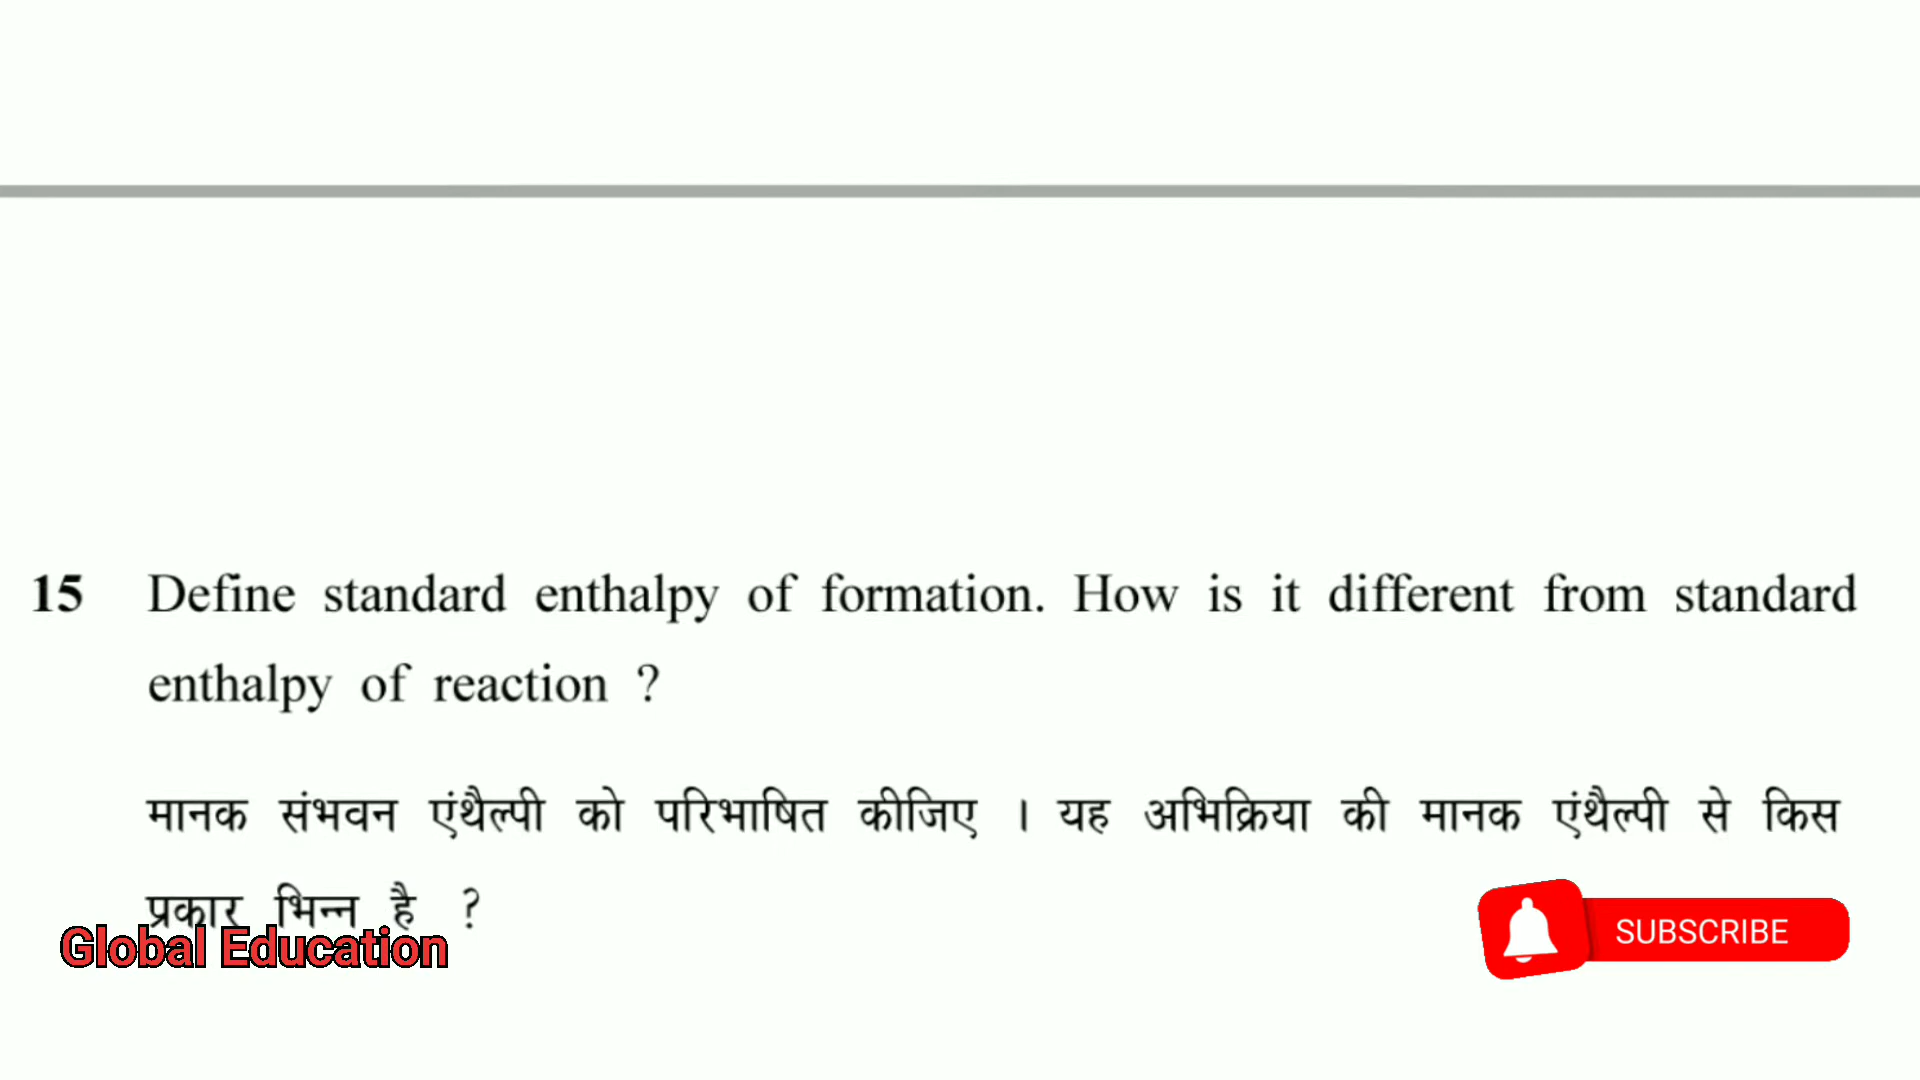 15 Define standard enthalpy of formation. How is it different from standard
enthalpy of reaction ?
मानक संभवन एंथैल्पी को परिभाषित कीजिए । यह अभिक्रिया की मानक एंथैल्पी से किस
प्रकार भिन्न है ?
Global Education
SUBSCRIBE